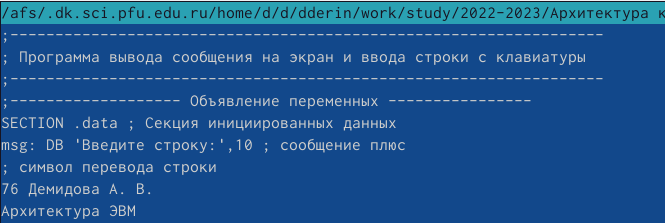 /afs/.dk.sci.pfu.edu.ru/home/d/d/dderin/work/study/2022-2023/Архитектура к
;---------------------------------------------------------------
; Программа вывода сообщения на экран и ввода строки с клавиатуры
;---------------------------------------------------------------
;------------------- Объявление переменных ----------------
SECTION .data ; Секция инициированных данных
msg: DB 'Введите строку:',10 ; сообщение плюс
; символ перевода строки
76 Демидова А. В.
Архитектура ЭВМ